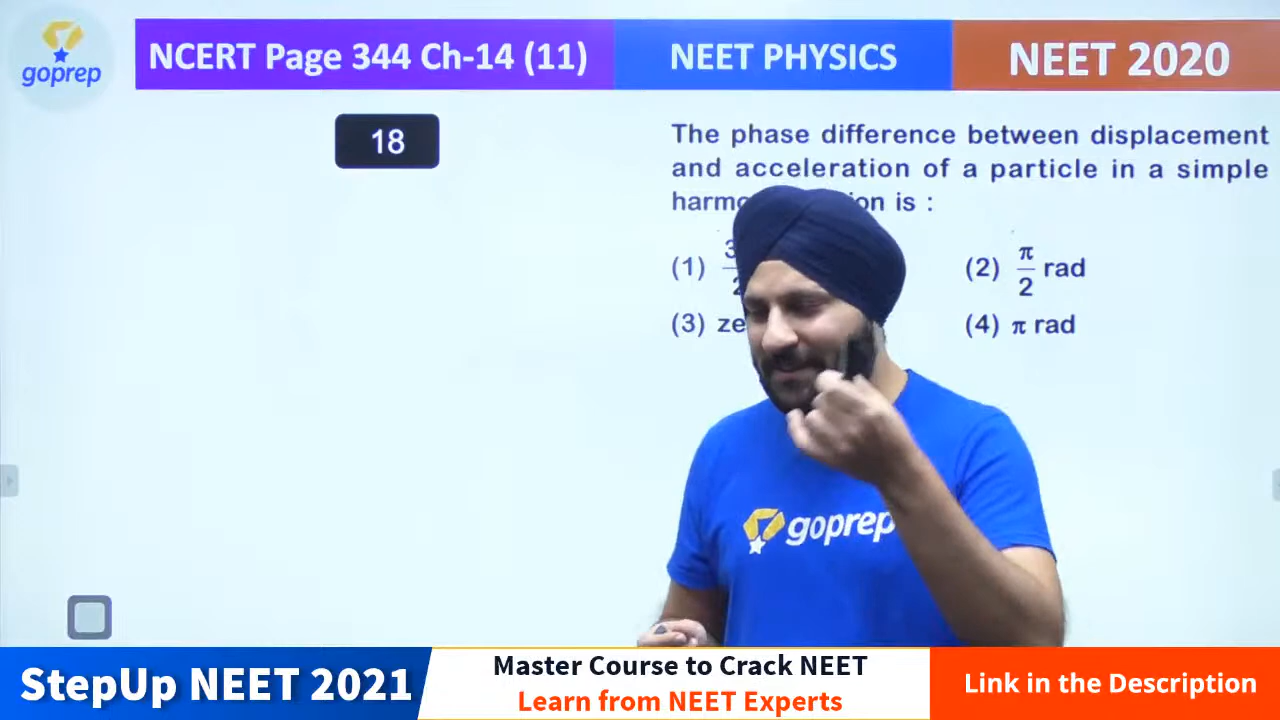 goprep
NCERT Page 344 Ch-14 (11)
NEET PHYSICS
NEET 2020
18
The phase difference between displacement
and acceleration of a particle in a simple
is :
(1) 3
2
(2) π
2 rad
(3)
(4) π rad
goprep
StepUp NEET 2021
Master Course to Crack NEET
Learn from NEET Experts
Link in the Description